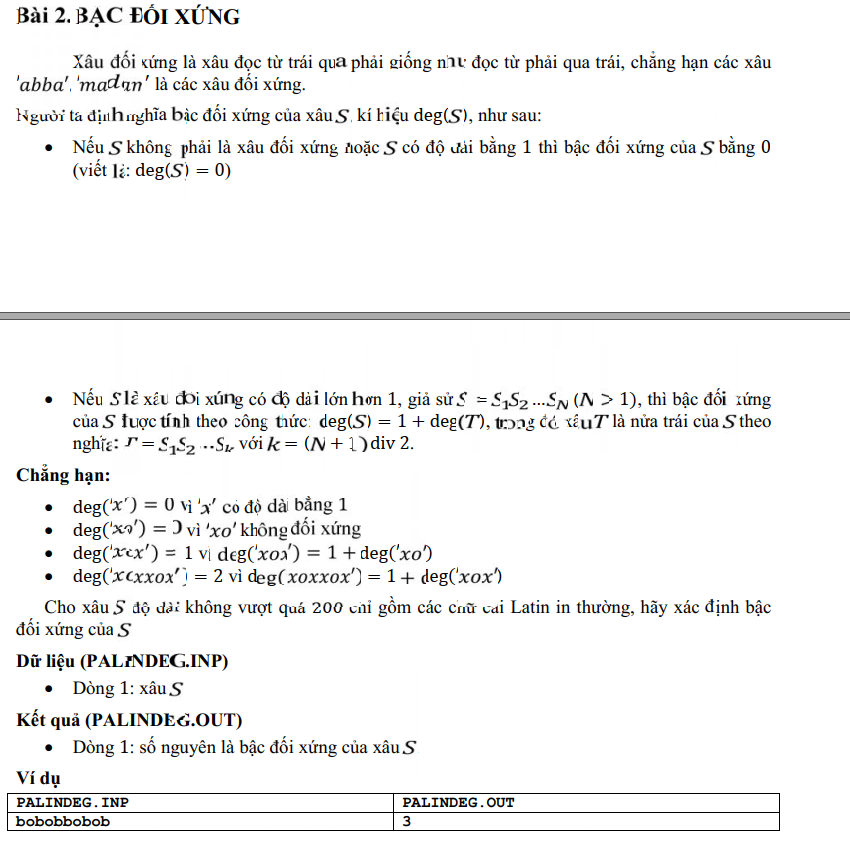 Bài 2. BẬC ĐỐI XỨNG
Xâu đối xứng là xâu đọc từ trái qua phải giống như đọc từ phải qua trái, chẳng hạn các xâu
'abba', 'madam' là các xâu đối xứng.
Người ta định nghĩa bậc đối xứng của xâu S, kí hiệu deg(S), như sau:
• Nếu S không phải là xâu đối xứng hoặc S có độ dài bằng 1 thì bậc đối xứng của S bằng 0
(viết là: deg(S) = 0)
• Nếu S là xâu đối xứng có độ dài lớn hơn 1, giả sử S = S₁S₂...S_N (N > 1), thì bậc đối xứng
của S được tính theo công thức: deg(S) = 1 + deg(T), trong đó xâu T là nửa trái của S theo
nghĩa: T = S₁S₂...Sₖ với k = (N + 1) div 2.
Chẳng hạn:
• deg('x') = 0 vì 'x' có độ dài bằng 1
• deg('xo') = 0 vì 'xo' không đối xứng
• deg('xox') = 1 vì deg('xox') = 1 + deg('xo')
• deg('xoxxox') = 2 vì deg(xoxxox') = 1 + deg('xox')
Cho xâu S độ dài không vượt quá 200 chỉ gồm các chữ cái Latin in thường, hãy xác định bậc
đối xứng của S
Dữ liệu (PALINDEG.INP)
• Dòng 1: xâu S
Kết quả (PALINDEG.OUT)
• Dòng 1: số nguyên là bậc đối xứng của xâu S
Ví dụ
PALINDEG.INP PALINDEG.OUT
bobobbobob 3